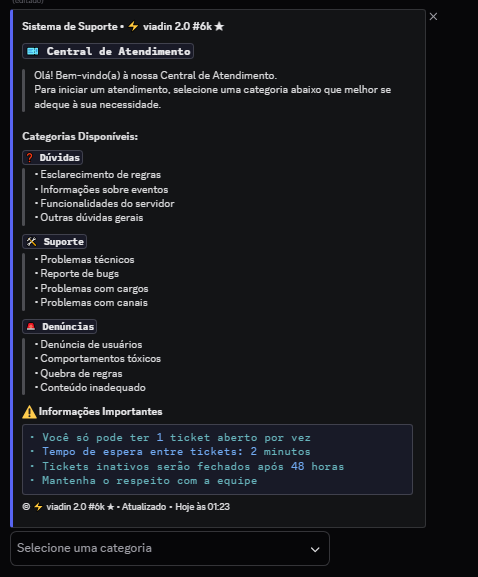 (editado)
Sistema de Suporte • ⚡ viadin 2.0 #6k ★
🎫 Central de Atendimento
Olá! Bem-vindo(a) à nossa Central de Atendimento.
Para iniciar um atendimento, selecione uma categoria abaixo que melhor se
adeque à sua necessidade.
Categorias Disponíveis:
❓ Dúvidas
• Esclarecimento de regras
• Informações sobre eventos
• Funcionalidades do servidor
• Outras dúvidas gerais
🛠️ Suporte
• Problemas técnicos
• Reporte de bugs
• Problemas com cargos
• Problemas com canais
🚨 Denúncias
• Denúncia de usuários
• Comportamentos tóxicos
• Quebra de regras
• Conteúdo inadequado
⚠️ Informações Importantes
• Você só pode ter 1 ticket aberto por vez
• Tempo de espera entre tickets: 2 minutos
• Tickets inativos serão fechados após 48 horas
• Mantenha o respeito com a equipe
© ⚡ viadin 2.0 #6k ★ • Atualizado • Hoje às 01:23
Selecione uma categoria